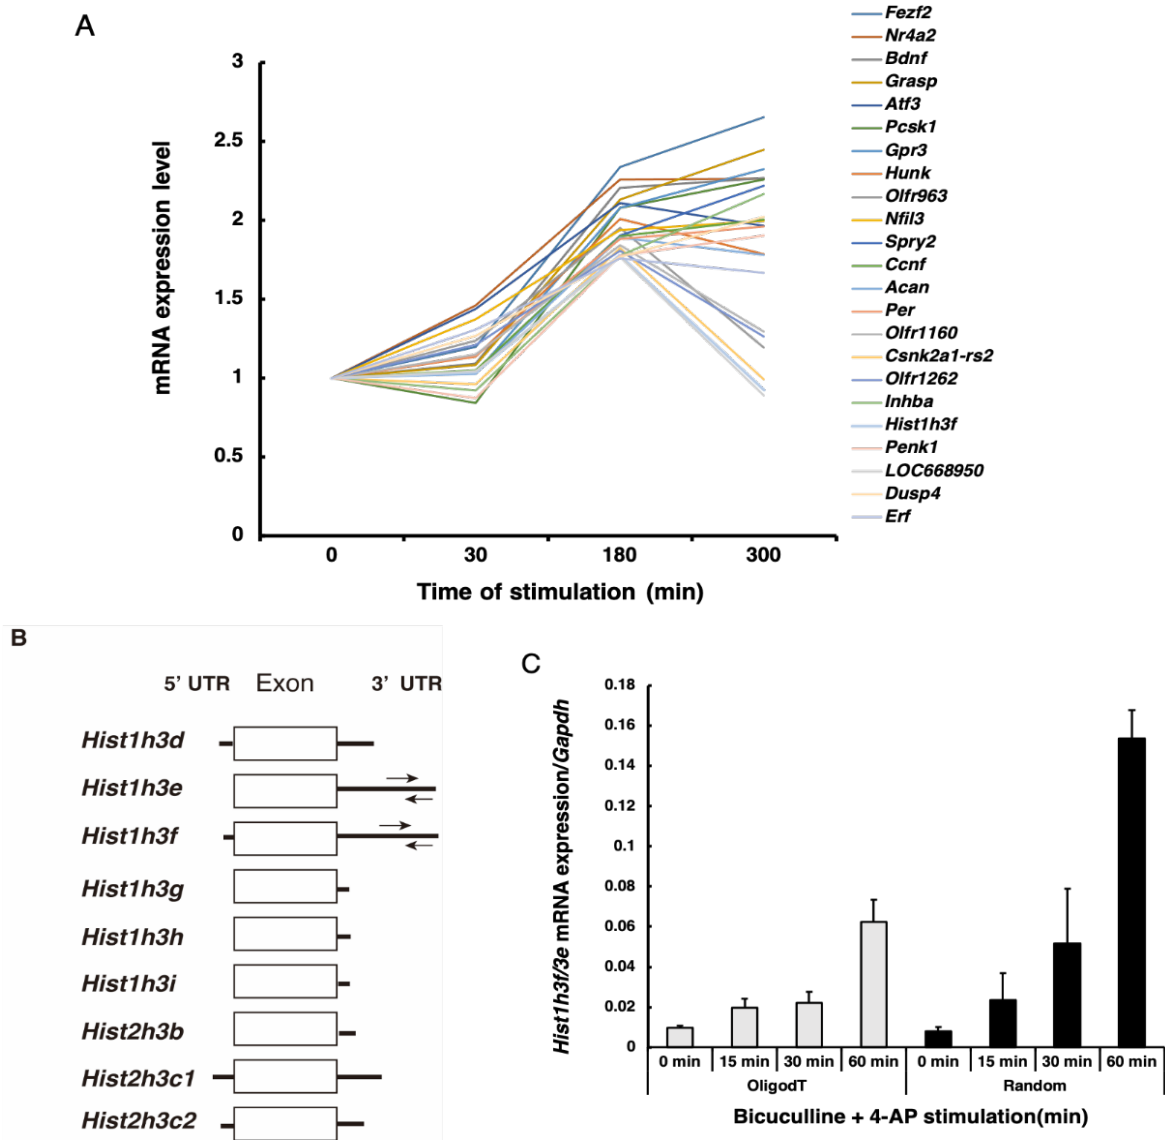 A
mRNA expression level
3
2.5
2
1.5
1
0.5
0
0 30 180 300
Time of stimulation (min)
Fezf2
Nr4a2
Bdnf
Grasp
Atf3
Pcsk1
Gpr3
Hunk
Olfr963
Nfil3
Spry2
Ccnf
Acan
Per
Olfr1160
Csnk2a1-rs2
Olfr1262
Inhba
Hist1h3f
Penk1
LOC668950
Dusp4
Erf
B
5' UTR Exon 3' UTR
Hist1h3d
Hist1h3e
Hist1h3f
Hist1h3g
Hist1h3h
Hist1h3i
Hist2h3b
Hist2h3c1
Hist2h3c2
C
Hist1h3f/3e mRNA expression/Gapdh
0.18
0.16
0.14
0.12
0.1
0.08
0.06
0.04
0.02
0
0 min 15 min 30 min 60 min 0 min 15 min 30 min 60 min
OligodT Random
Bicuculline + 4-AP stimulation(min)